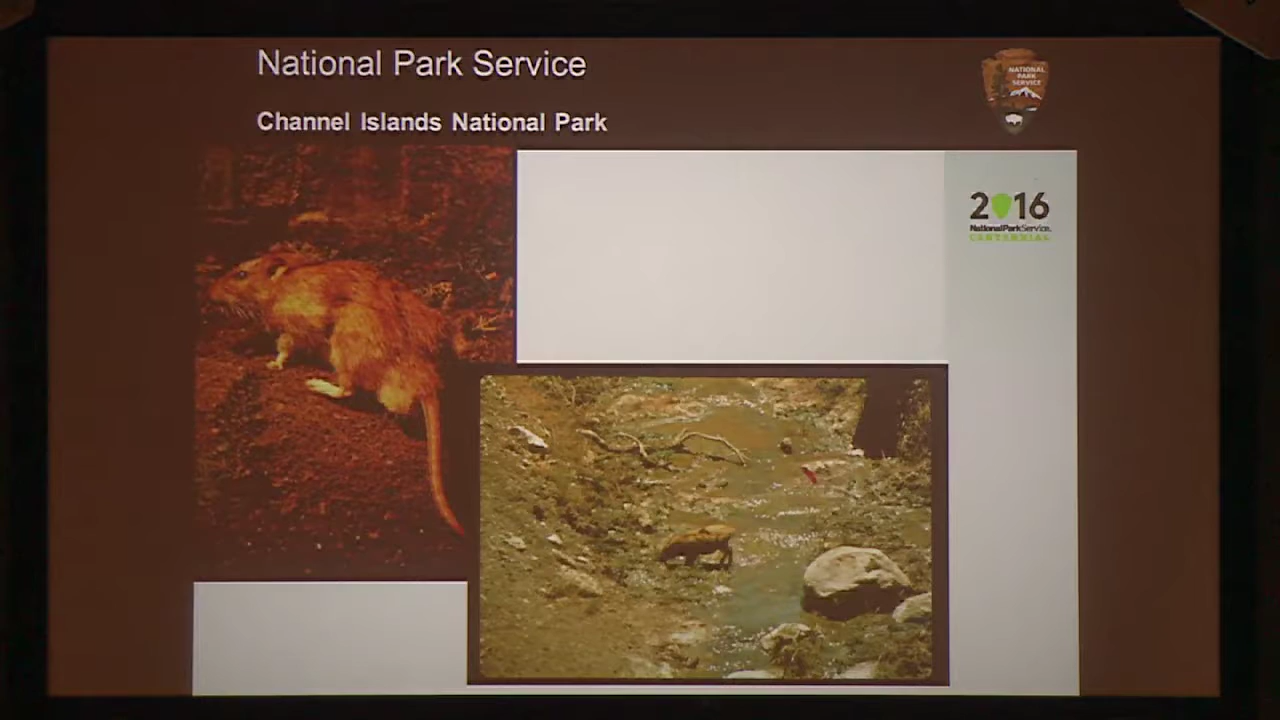 National Park Service
Channel Islands National Park
NATIONAL
PARK
SERVICE
2016
National Park Service
CENTENNIAL